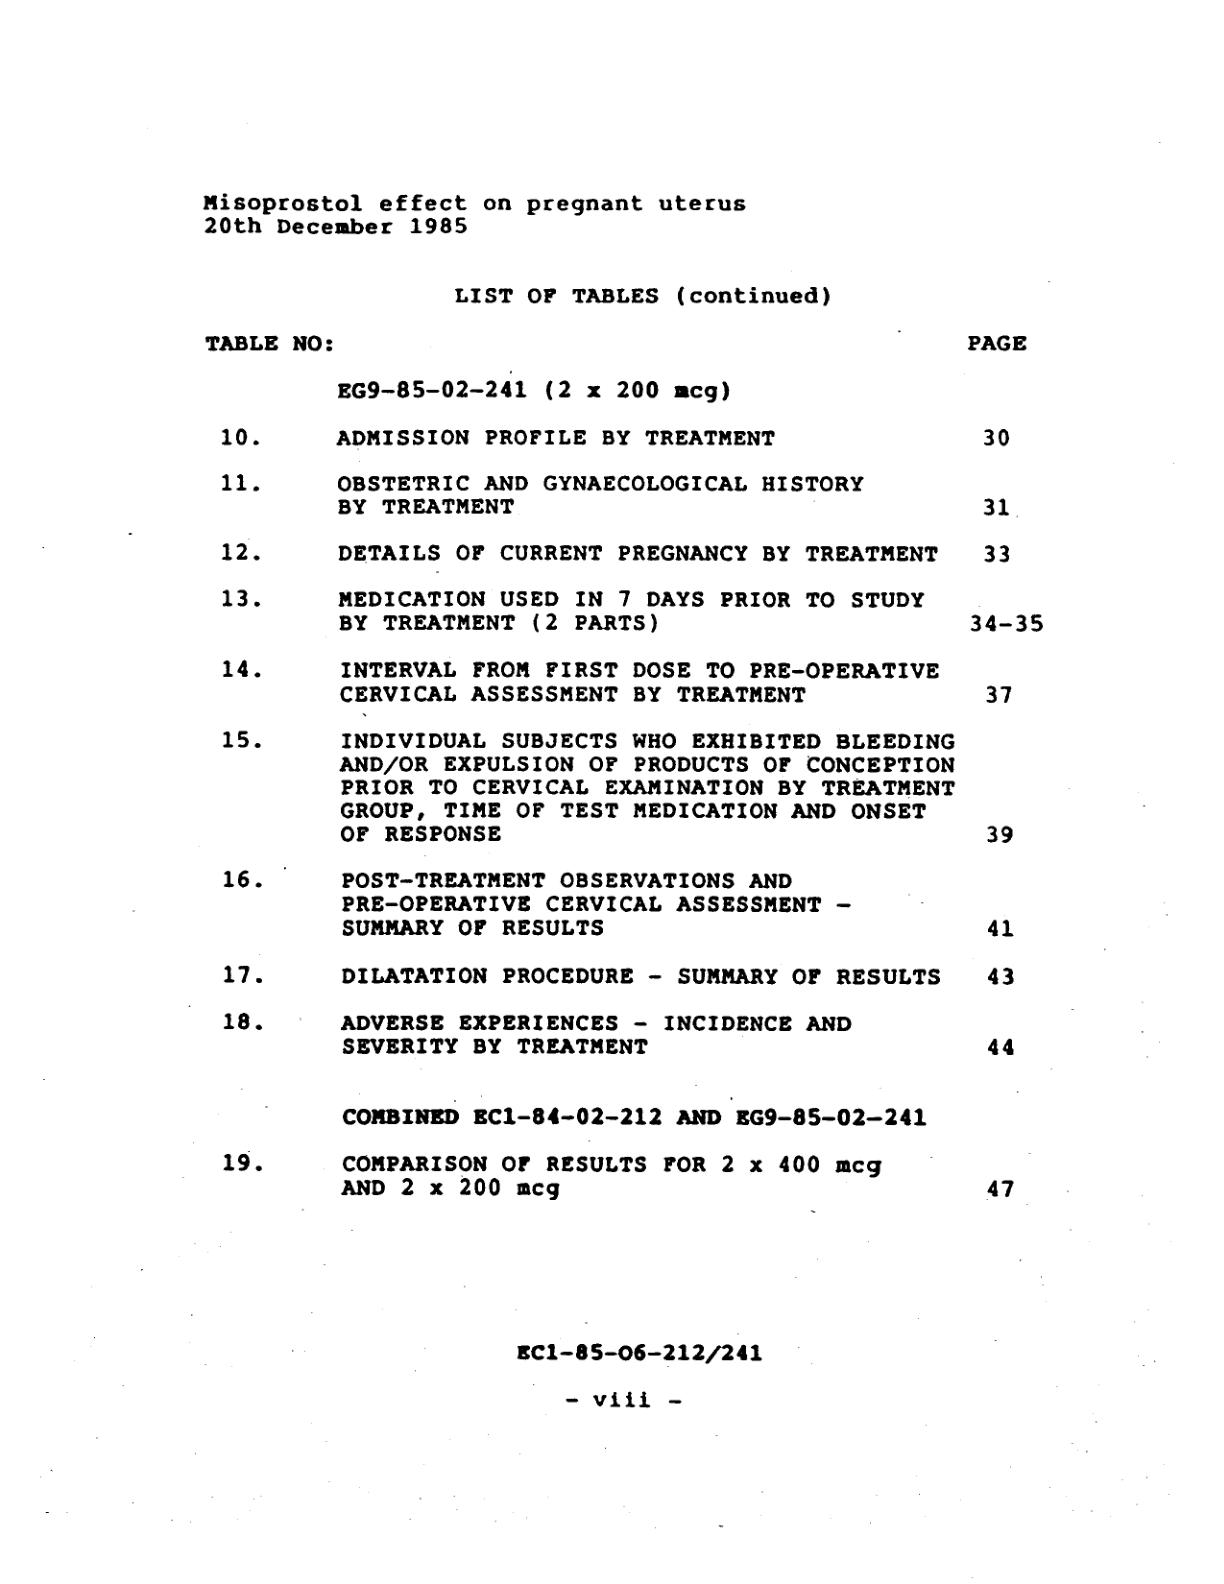 Misoprostol effect on pregnant uterus
20th December 1985
LIST OF TABLES (continued)
TABLE NO: PAGE
EG9-85-02-241 (2 x 200 mcg)
10. ADMISSION PROFILE BY TREATMENT 30
11. OBSTETRIC AND GYNAECOLOGICAL HISTORY
BY TREATMENT 31
12. DETAILS OF CURRENT PREGNANCY BY TREATMENT 33
13. MEDICATION USED IN 7 DAYS PRIOR TO STUDY
BY TREATMENT (2 PARTS) 34-35
14. INTERVAL FROM FIRST DOSE TO PRE-OPERATIVE
CERVICAL ASSESSMENT BY TREATMENT 37
15. INDIVIDUAL SUBJECTS WHO EXHIBITED BLEEDING
AND/OR EXPULSION OF PRODUCTS OF CONCEPTION
PRIOR TO CERVICAL EXAMINATION BY TREATMENT
GROUP, TIME OF TEST MEDICATION AND ONSET
OF RESPONSE 39
16. POST-TREATMENT OBSERVATIONS AND
PRE-OPERATIVE CERVICAL ASSESSMENT -
SUMMARY OF RESULTS 41
17. DILATATION PROCEDURE - SUMMARY OF RESULTS 43
18. ADVERSE EXPERIENCES - INCIDENCE AND
SEVERITY BY TREATMENT 44
COMBINED EC1-84-02-212 AND EG9-85-02-241
19. COMPARISON OF RESULTS FOR 2 x 400 mcg
AND 2 x 200 mcg 47
EC1-85-06-212/241
- viii -